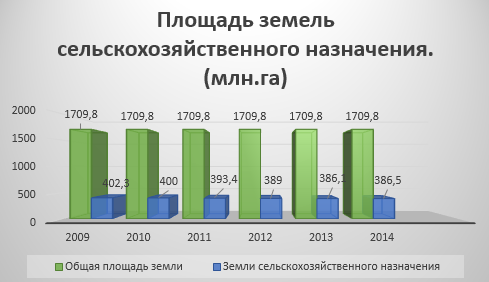 Площадь земель
сельскохозяйственного назначения.
(млн.га)
1709,8 1709,8 1709,8 1709,8 1709,8 1709,8
2000
1500
1000
500
0
402,3 400 393,4 389 386,1 386,5
2009 2010 2011 2012 2013 2014
Общая площадь земли Земли сельскохозяйственного назначения